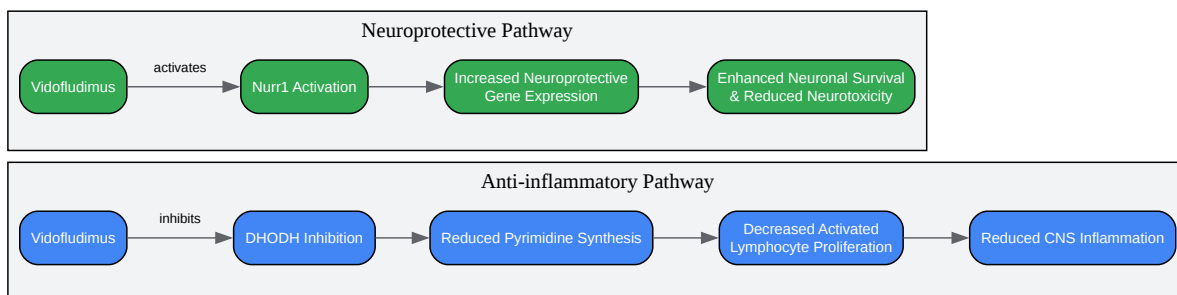 Neuroprotective Pathway
Vidofludimus
activates
Nurr1 Activation
Increased Neuroprotective
Gene Expression
Enhanced Neuronal Survival
& Reduced Neurotoxicity
Anti-inflammatory Pathway
Vidofludimus
inhibits
DHODH Inhibition
Reduced Pyrimidine Synthesis
Decreased Activated
Lymphocyte Proliferation
Reduced CNS Inflammation